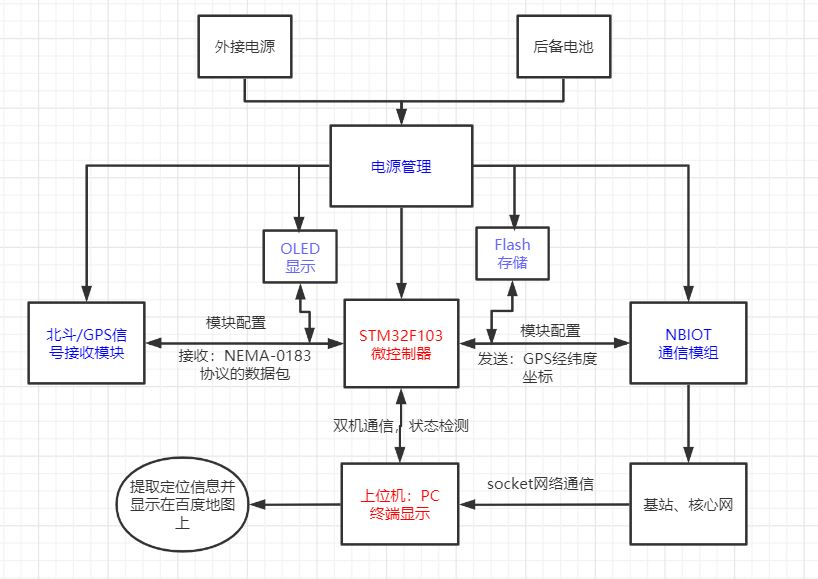 外接电源
后备电池
电源管理
OLED
显示
Flash
存储
北斗/GPS信
号接收模块
模块配置
接收：NEMA-0183
协议的数据包
STM32F103
微控制器
模块配置
发送：GPS经纬度
坐标
NBIOT
通信模组
双机通信，状态检测
提取定位信息并
显示在百度地图
上
上位机：PC
终端显示
socket网络通信
基站、核心网